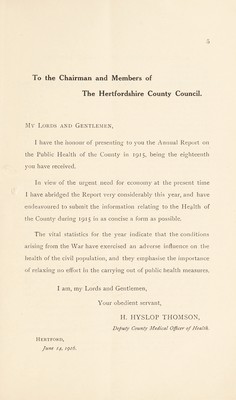 5
To the Chairman and Members of
The Hertfordshire County Council.
My Lords and Gentlemen,
I have the honour of presenting to you the Annual Report on
the Public Health of the County in 1915, being the eighteenth
you have received.
In view of the urgent need for economy at the present time
I have abridged the Report very considerably this year, and have
endeavoured to submit the information relating to the Health of
the County during 1915 in as concise a form as possible.
The vital statistics for the year indicate that the conditions
arising from the War have exercised an adverse influence on the
health of the civil population, and they emphasise the importance
of relaxing no effort in the carrying out of public health measures.
I am, my Lords and Gentlemen,
Your obedient servant,
H. HYSLOP THOMSON,
Deputy County Medical Officer of Health.
Hertford,
June 14, 1916.